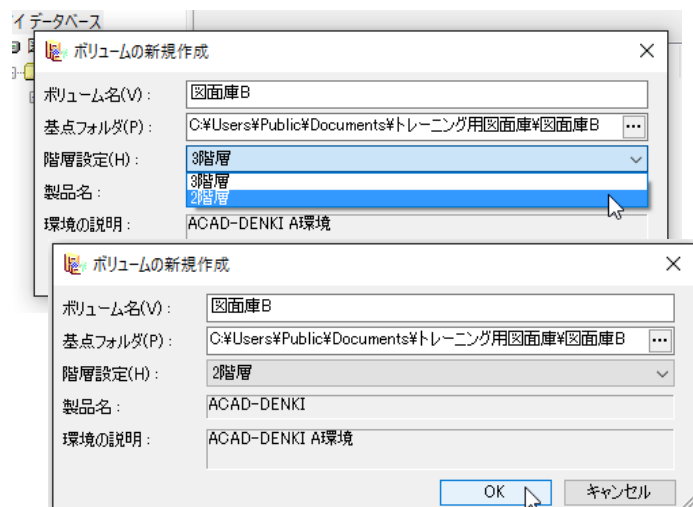 イ データベース
ボリュームの新規作成
ボリューム名(V) : 図面庫B
基点フォルダ(P) : C:¥Users¥Public¥Documents¥トレーニング用図面庫¥図面庫B ...
階層設定(H) : 3階層
3階層
製品名 : 2階層
環境の説明 : ACAD-DENKI A環境
ボリュームの新規作成
ボリューム名(V) : 図面庫B
基点フォルダ(P) : C:¥Users¥Public¥Documents¥トレーニング用図面庫¥図面庫B ...
階層設定(H) : 2階層
製品名 : ACAD-DENKI
環境の説明 : ACAD-DENKI A環境
OK キャンセル